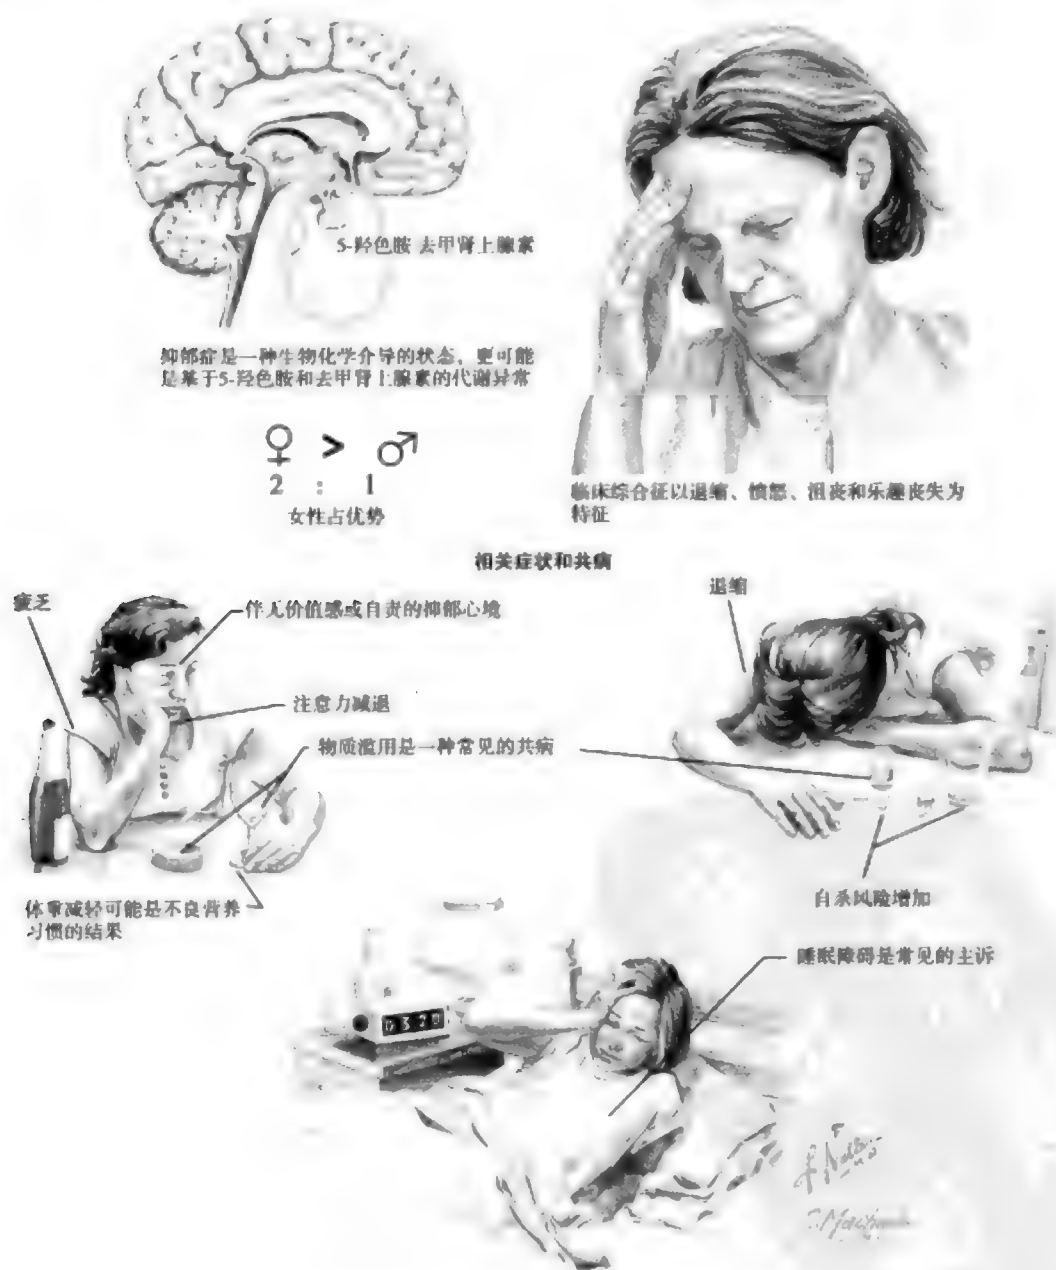 5-羟色胺 去甲肾上腺素
抑郁症是一种生物化学介导的状态,更可能
是基于5-羟色胺和去甲肾上腺素的代谢异常
♀ > ♂
2 : 1
女性占优势
临床综合征以退缩、愤怒、沮丧和乐趣丧失为
特征
相关症状和共病
疲乏
伴无价值感或自责的抑郁心境
注意力减退
物质滥用是一种常见的共病
退缩
体重减轻可能是不良营养
习惯的结果
自杀风险增加
睡眠障碍是常见的主诉
0320